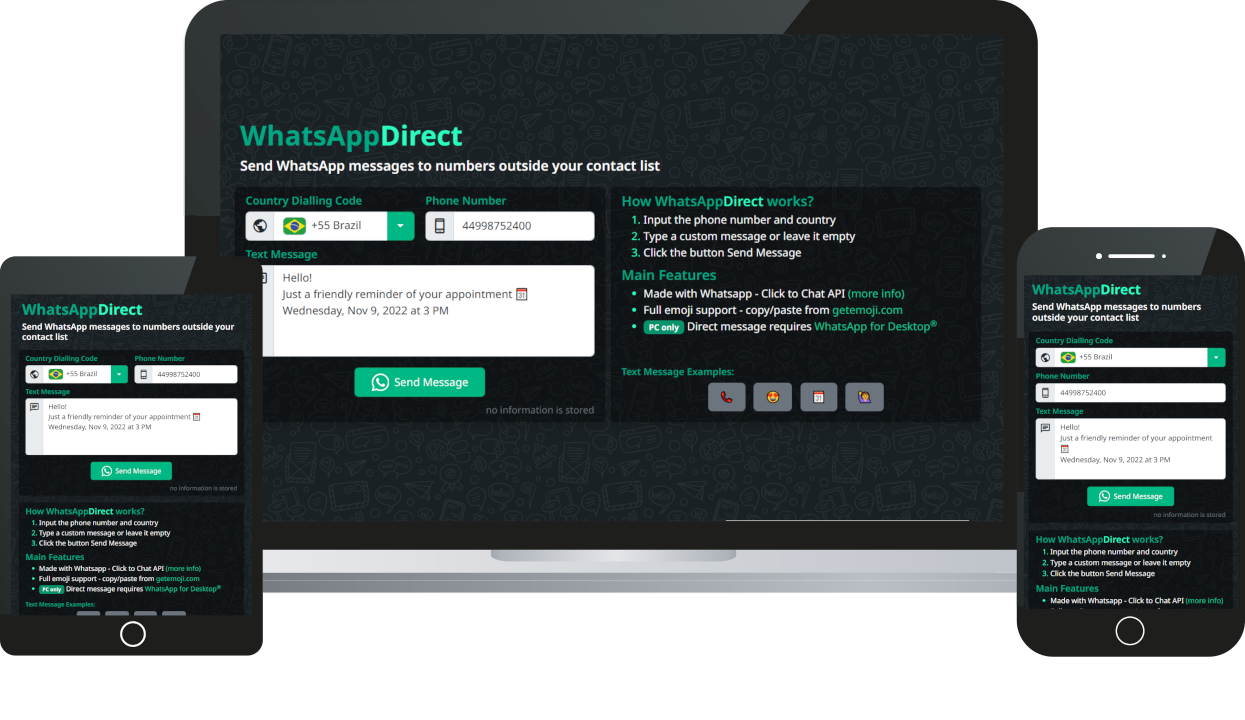 WhatsAppDirect
Send WhatsApp messages to numbers outside your contact list
Country Dialling Code
Phone Number
+55 Brazil
44998752400
Text Message
Hello!
Just a friendly reminder of your appointment 📅
Wednesday, Nov 9, 2022 at 3 PM
Send Message
no information is stored
How WhatsAppDirect works?
1. Input the phone number and country
2. Type a custom message or leave it empty
3. Click the button Send Message
Main Features
• Made with Whatsapp - Click to Chat API (more info)
• Full emoji support - copy/paste from getemoji.com
• PC only Direct message requires WhatsApp for Desktop®
Text Message Examples:
WhatsAppDirect
Send WhatsApp messages to numbers outside your
contact list
Country Dialling Code
Phone Number
+55 Brazil
44998752400
Text Message
Hello!
Just a friendly reminder of your appointment 📅
Wednesday, Nov 9, 2022 at 3 PM
Send Message
no information is stored
How WhatsAppDirect works?
1. Input the phone number and country
2. Type a custom message or leave it empty
3. Click the button Send Message
Main Features
• Made with Whatsapp - Click to Chat API (more info)
• Full emoji support - copy/paste from getemoji.com
• PC only Direct message requires WhatsApp for Desktop®
Text Message Examples:
WhatsAppDirect
Send WhatsApp messages to numbers
outside your contact list
Country Dialling Code
+55 Brazil
Phone Number
44998752400
Text Message
Hello!
Just a friendly reminder of your appointment
📅
Wednesday, Nov 9, 2022 at 3 PM
Send Message
no information is stored
How WhatsAppDirect works?
1. Input the phone number and country
2. Type a custom message or leave it empty
3. Click the button Send Message
Main Features
• Made with Whatsapp - Click to Chat API (more info)